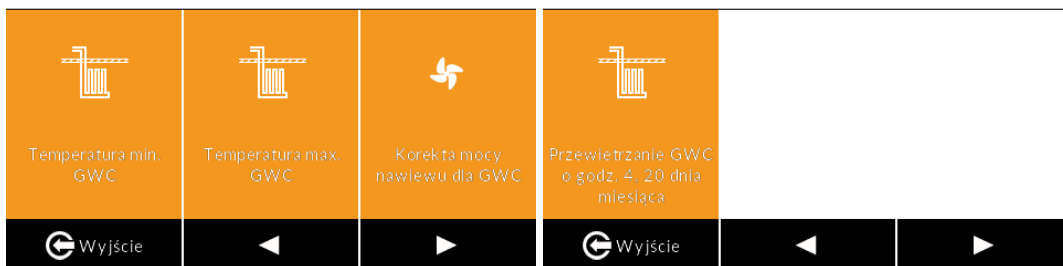 Temperatura min.
GWC
Temperatura max.
GWC
Korekta mocy
nawiewu dla GWC
Wyjście
Przewietrzanie GWC
o godz. 4. 20 dnia
miesiąca
Wyjście